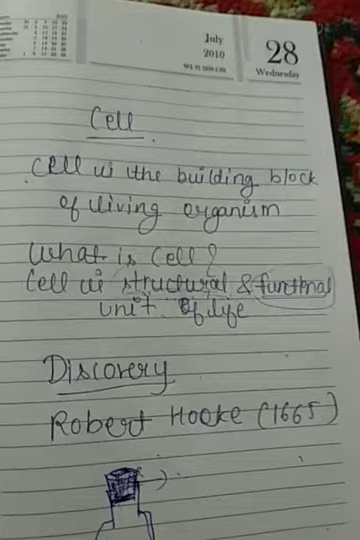 July
2010
28
Wednesday
Cell
Cell is the building block
of living organism
What is Cell?
Cell is structural & functional
unit of life
Discovery
Robert Hooke (1665)